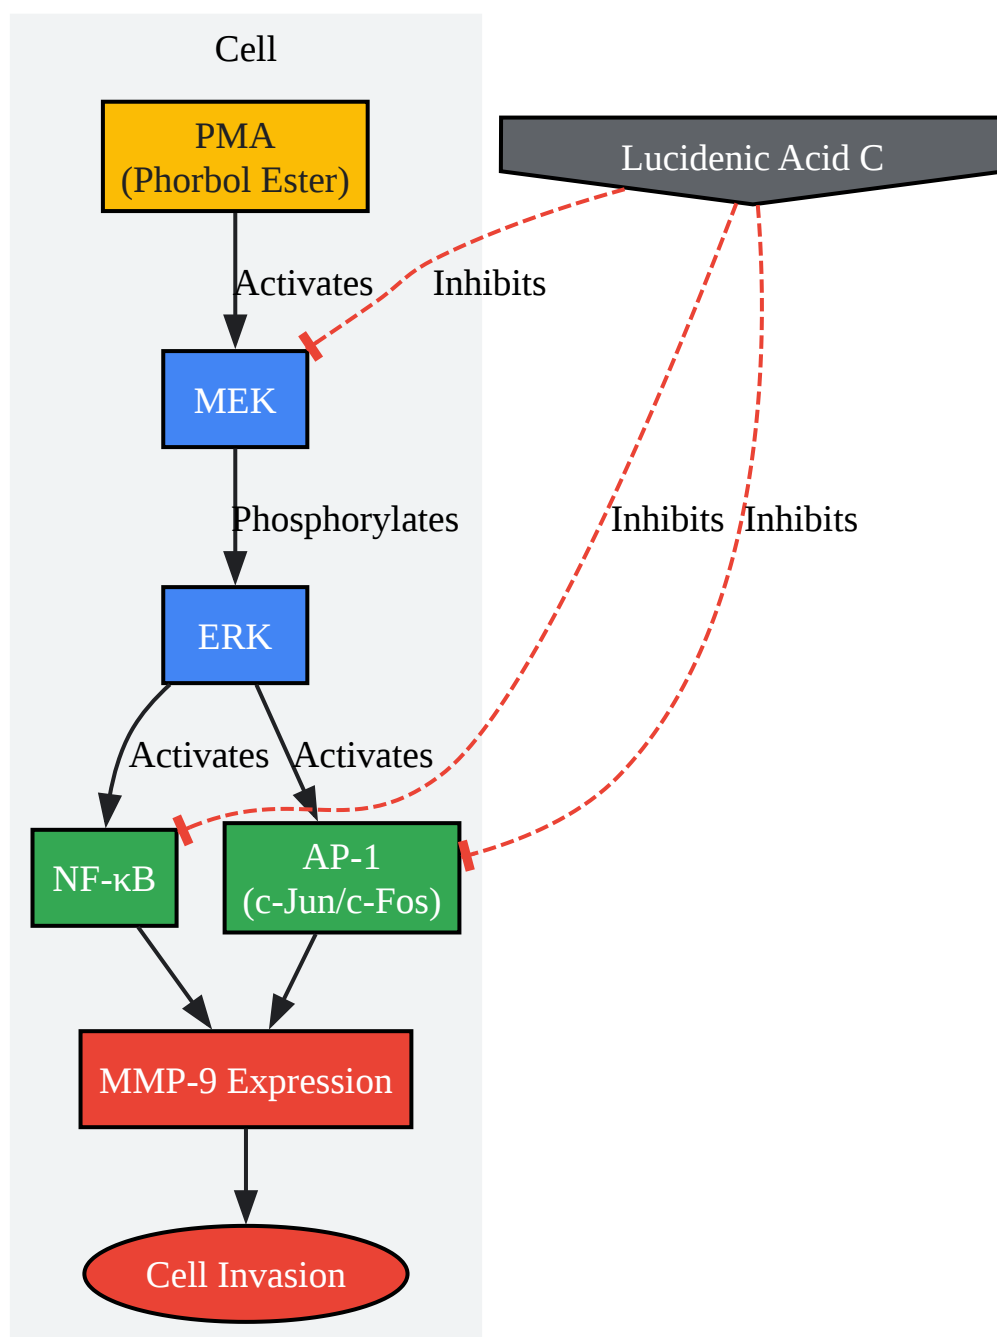 Cell
PMA
(Phorbol Ester)
Lucidenic Acid C
Activates
Inhibits
MEK
Phosphorylates
Inhibits
Inhibits
ERK
Activates
Activates
NF-κB
AP-1
(c-Jun/c-Fos)
MMP-9 Expression
Cell Invasion